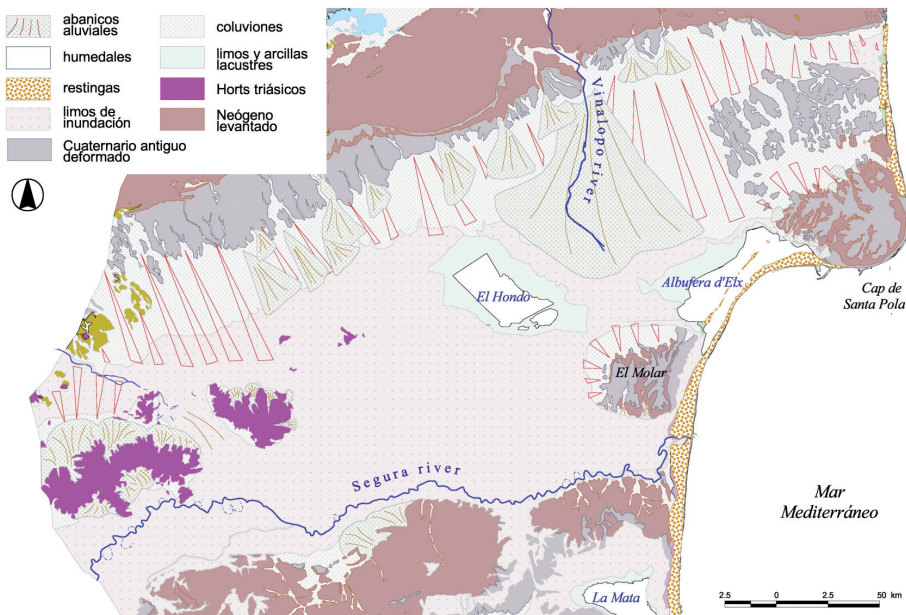 abanicos
aluviales
coluviones
humedales
limos y arcillas
lacustres
restingas
Horts triásicos
limos de
inundación
Neógeno
levantado
Cuaternario antiguo
deformado
Vinalopo river
El Hondo
Albufera d'Elx
Cap de
Santa Pola
El Molar
Segura river
Mar
Mediterráneo
La Mata
2.5 0 2.5 50 km